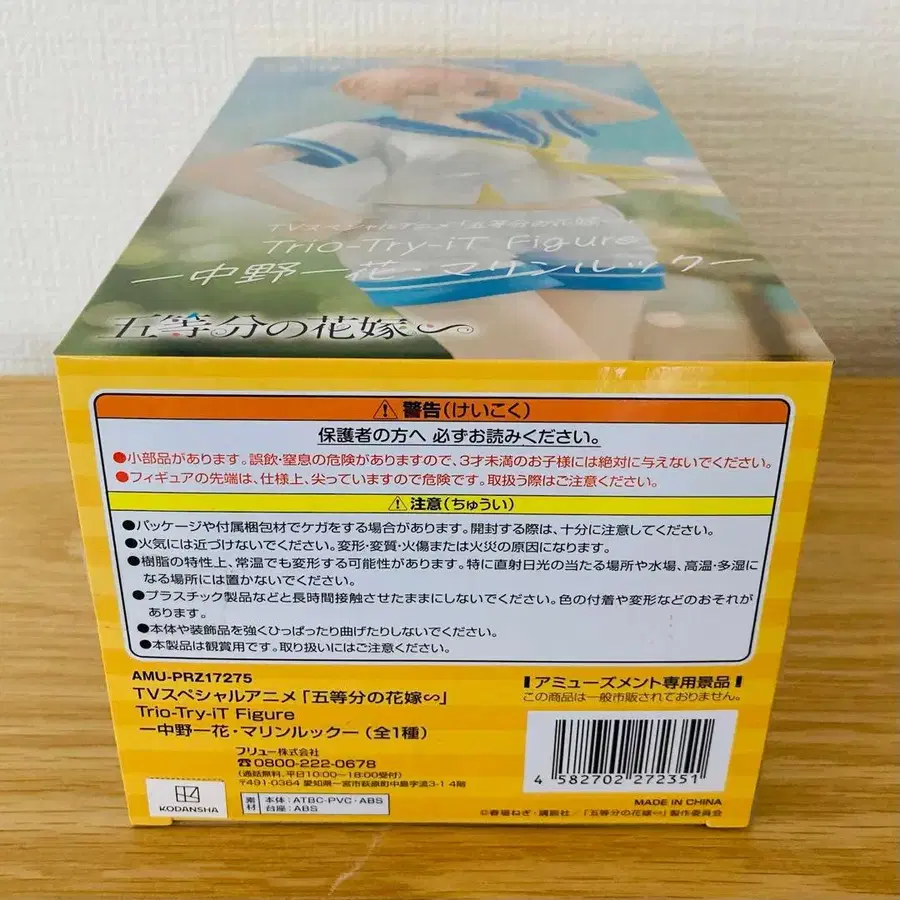 TVスペシャルアニメ「五等分の花嫁∽」
Trio-Try-iT Figure
ー中野一花・マリンルックー
五等分の花嫁∽
⚠警告(けいこく)
保護者の方へ 必ずお読みください。
●小部品があります。誤飲・窒息の危険がありますので、3才未満のお子様には絶対に与えないでください。
●フィギュアの先端は、仕様上、尖っていますので危険です。取扱う際はご注意ください。
⚠注意(ちゅうい)
●パッケージや付属梱包材でケガをする場合があります。開封する際は、十分に注意してください。
●火気には近づけないでください。変形・変質・火傷または火災の原因になります。
●樹脂の特性上、常温でも変形する可能性があります。特に直射日光の当たる場所や水場、高温・多湿に
なる場所には置かないでください。
●プラスチック製品などと長時間接触させたままにしないでください。色の付着や変形などのおそれが
あります。
●本体や装飾品を強くひっぱったり曲げたりしないでください。
●本製品は観賞用です。取り扱いにはご注意ください。
AMU-PRZ17275
TVスペシャルアニメ「五等分の花嫁∽」
Trio-Try-iT Figure
ー中野一花・マリンルックー(全1種)
フリュー株式会社
☎0800-222-0678
(通話無料、平日10:00〜18:00受付)
〒491-0364 愛知県一宮市萩原町中島字流3-1 4階
KODANSHA
素材 本体:ATBC-PVC・ABS
台座:ABS
アミューズメント専用景品
この商品は一般市販されておりません。
4 582702 272351
MADE IN CHINA
©春場ねぎ・講談社/「五等分の花嫁∽」製作委員会